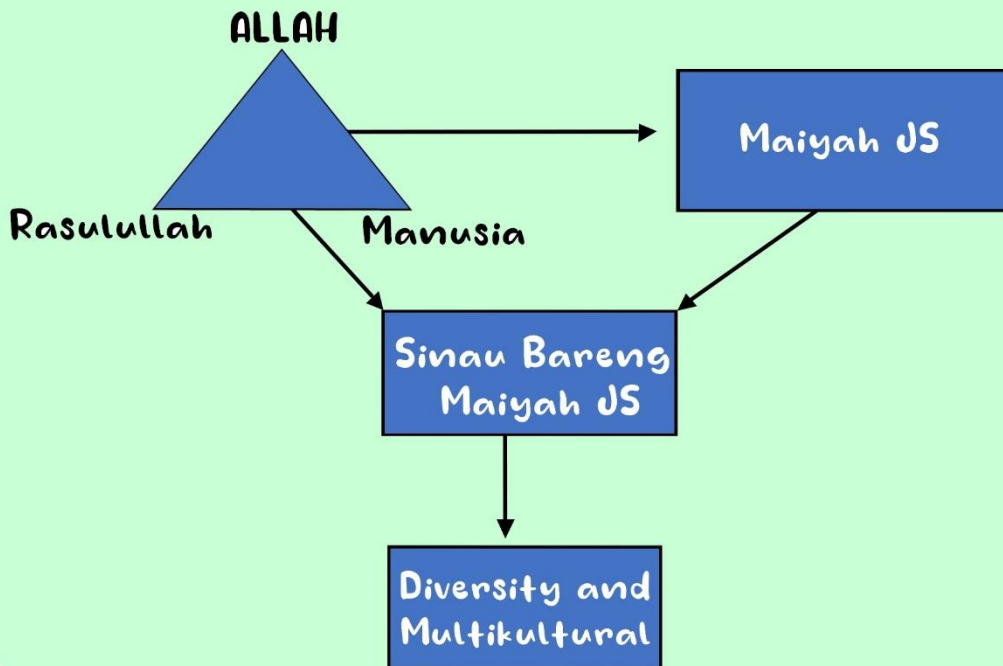 ALLAH
Maiyah JS
Rasulullah
Manusia
Sinau Bareng
Maiyah JS
Diversity and
Multikultural